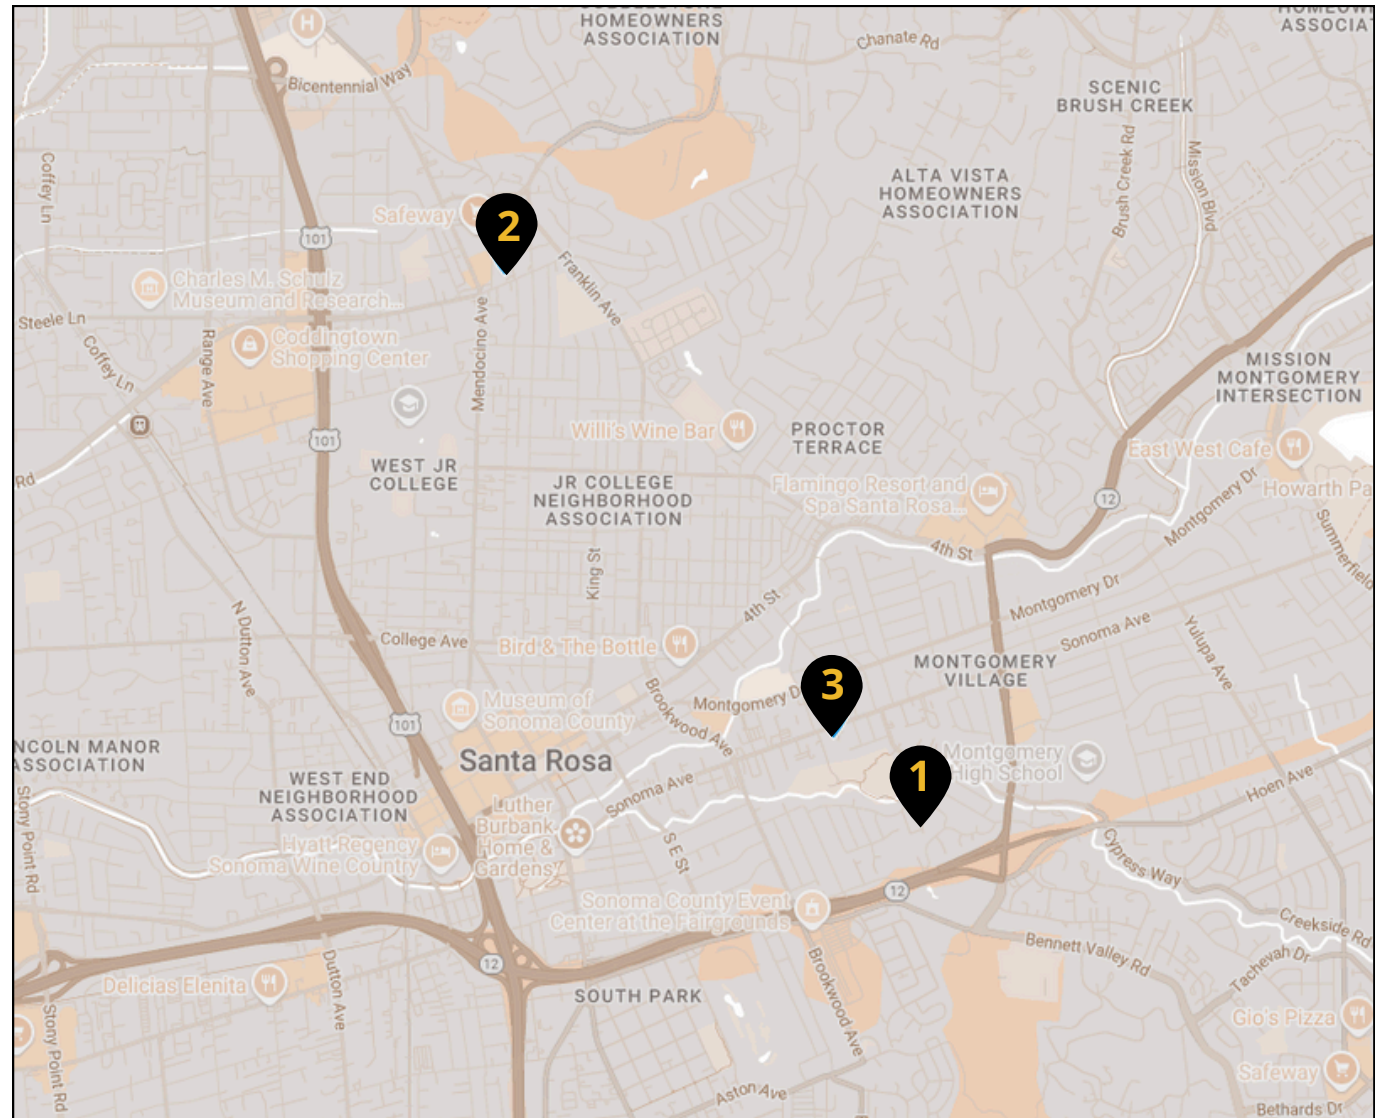 HOMEOWNERS
ASSOCIATION
Chanate Rd
ASSOCIA
H
Bicentennial Way
SCENIC
BRUSH CREEK
Coffey Ln
Brush Creek Rd
Mission Blvd
ALTA VISTA
HOMEOWNERS
ASSOCIATION
Safeway
2
101
Franklin Ave
Charles M. Schulz
Museum and Research...
Steele Ln
Coffey Ln
Range Ave
Coddingtown
Shopping Center
Mendocino Ave
MISSION
MONTGOMERY
INTERSECTION
101
Willi's Wine Bar
PROCTOR
TERRACE
East West Cafe
Rd
WEST JR
COLLEGE
JR COLLEGE
NEIGHBORHOOD
ASSOCIATION
Flamingo Resort and
Spa Santa Rosa...
12
Montgomery Dr
Howarth Pa
Summerfield
4th St
King St
4th St
Montgomery Dr
N Dutton Ave
College Ave
Bird & The Bottle
Sonoma Ave
Yulupa Ave
MONTGOMERY
VILLAGE
3
Brookwood Ave
Montgomery D
Museum of
Sonoma County
101
NCOLN MANOR
ASSOCIATION
Santa Rosa
Montgomery
High School
1
WEST END
NEIGHBORHOOD
ASSOCIATION
Sonoma Ave
Hoen Ave
Stony Point Rd
Luther
Burbank
Home &
Gardens
Hyatt Regency
Sonoma Wine Country
S E St
Cypress Way
12
Sonoma County Event
Center at the Fairgrounds
Creekside Rd
Bennett Valley Rd
Tachevah Dr
12
Delicias Elenita
Dutton Ave
Brookwood Ave
SOUTH PARK
Stony Point Rd
Gio's Pizza
Safeway
Aston Ave
Bethards Dr